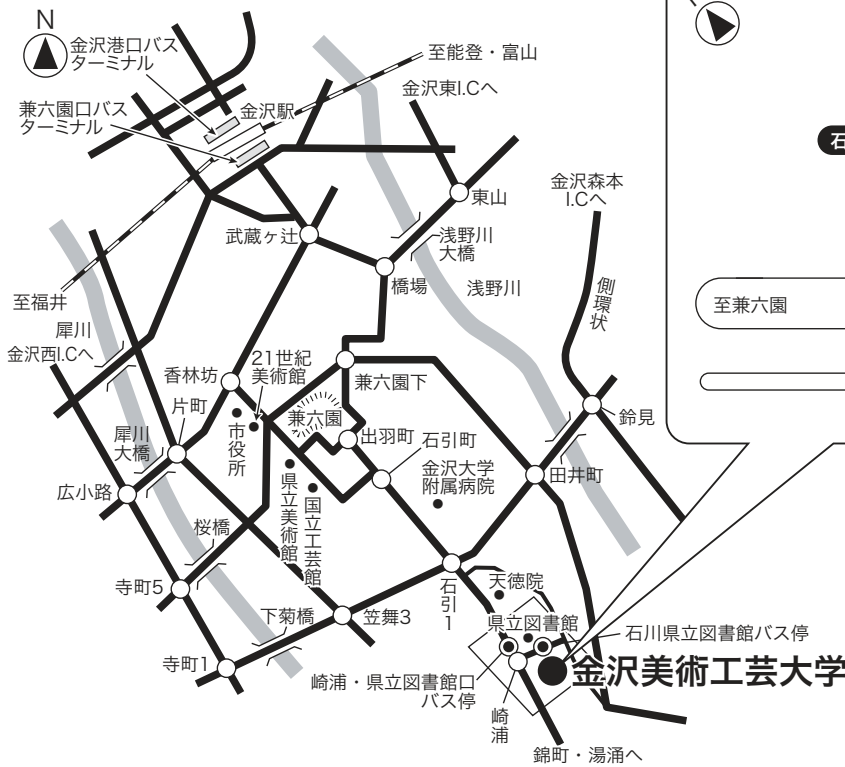 N
金沢港口バス
ターミナル
兼六園口バス
ターミナル
金沢駅
至能登・富山
金沢東I.Cへ
石
金沢森本
I.Cへ
東山
武蔵ヶ辻
浅野川
大橋
橋場
浅野川
側環状
至兼六園
至福井
犀川
金沢西I.Cへ
香林坊
21世紀
美術館
兼六園下
片町
兼六園
鈴見
市役所
出羽町
石引町
犀川
大橋
金沢大学
附属病院
田井町
広小路
県立美術館
国立工芸館
桜橋
寺町5
石引1
天徳院
下菊橋
笠舞3
県立図書館
石川県立図書館バス停
寺町1
金沢美術工芸大学
崎浦・県立図書館口
バス停
崎浦
錦町・湯涌へ